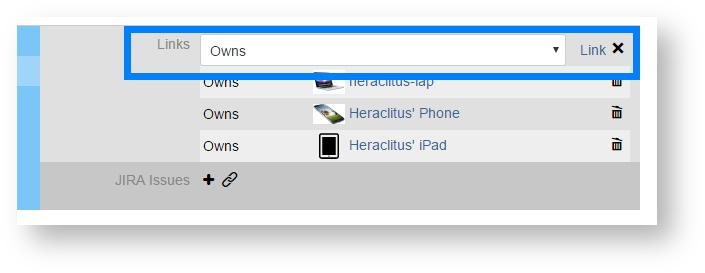 Links Owns Link
Owns heraclitus-lap
Owns Heraclitus' Phone
Owns Heraclitus' iPad
JIRA Issues